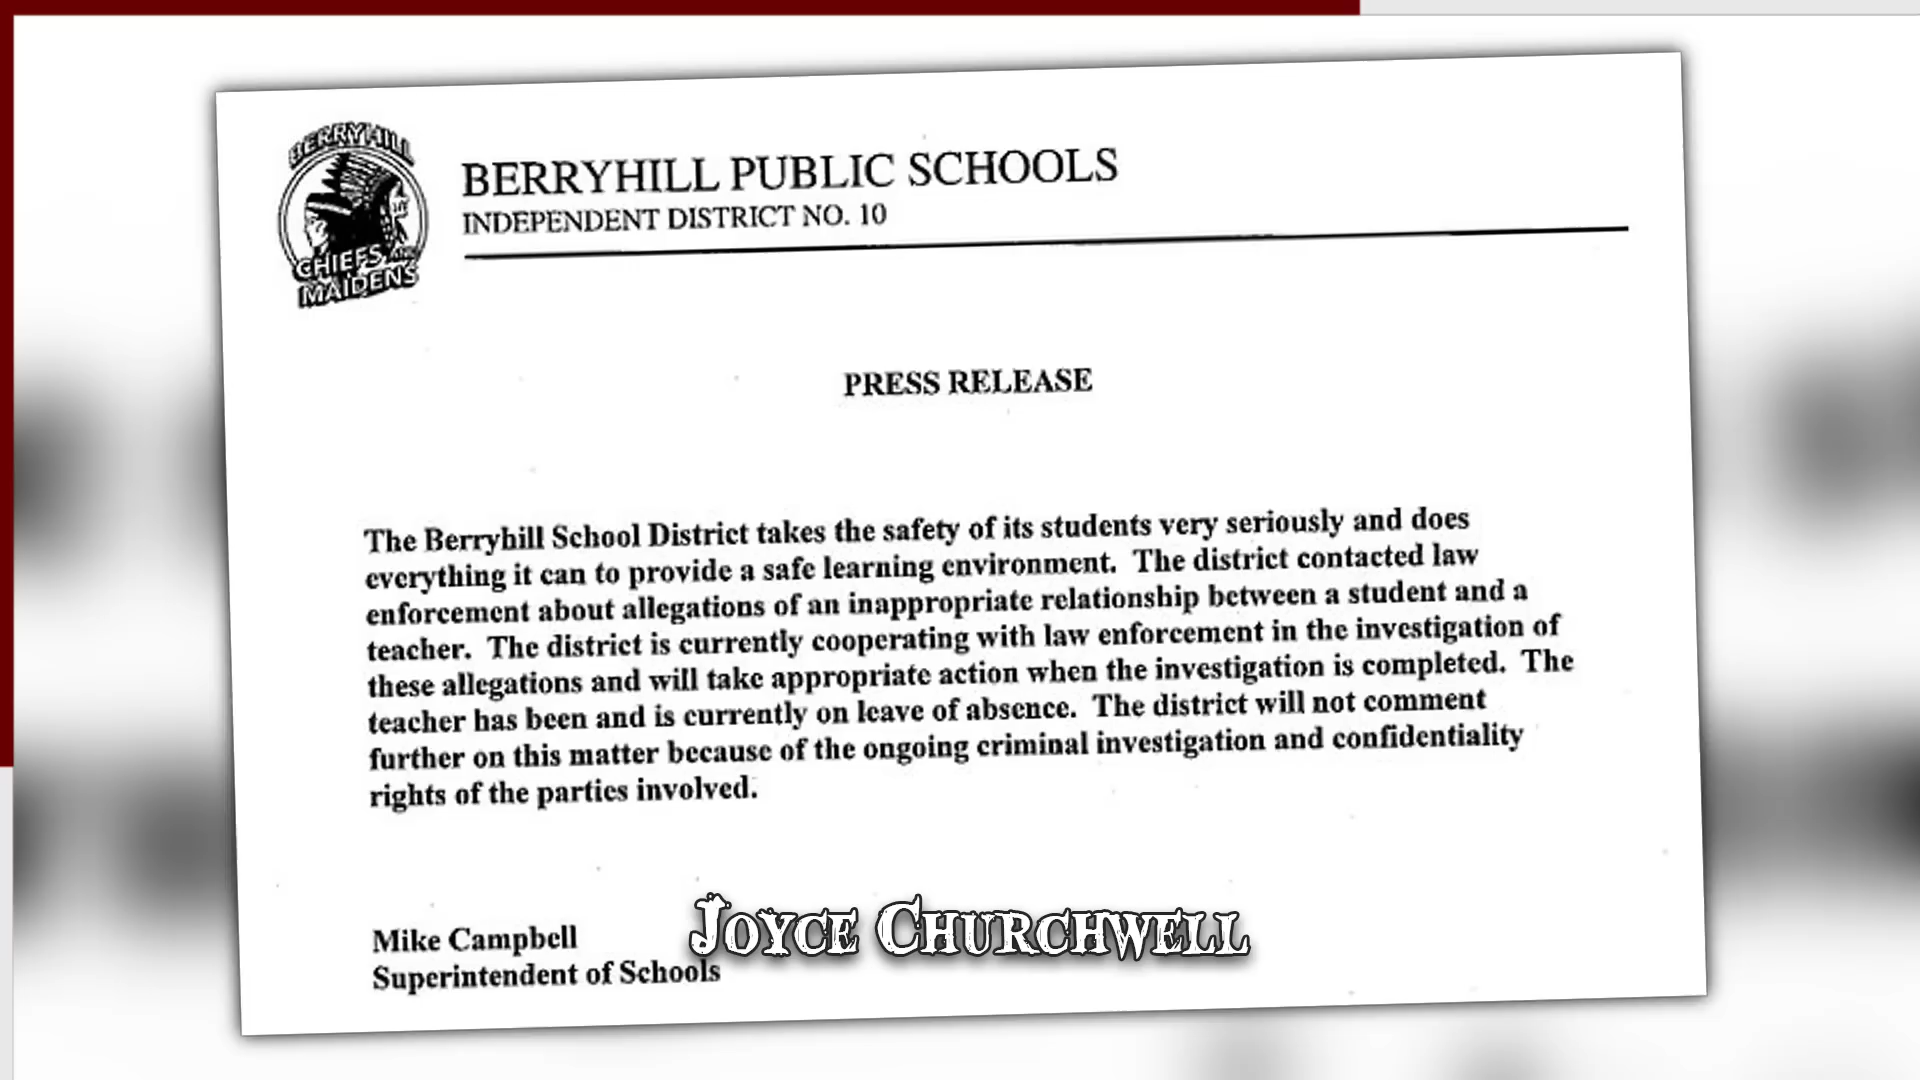 BERRYHILL
CHIEFS AND
MAIDENS
BERRYHILL PUBLIC SCHOOLS
INDEPENDENT DISTRICT NO. 10
PRESS RELEASE
The Berryhill School District takes the safety of its students very seriously and does
everything it can to provide a safe learning environment. The district contacted law
enforcement about allegations of an inappropriate relationship between a student and a
teacher. The district is currently cooperating with law enforcement in the investigation of
these allegations and will take appropriate action when the investigation is completed. The
teacher has been and is currently on leave of absence. The district will not comment
further on this matter because of the ongoing criminal investigation and confidentiality
rights of the parties involved.
Mike Campbell
Superintendent of Schools
JOYCE CHURCHWELL